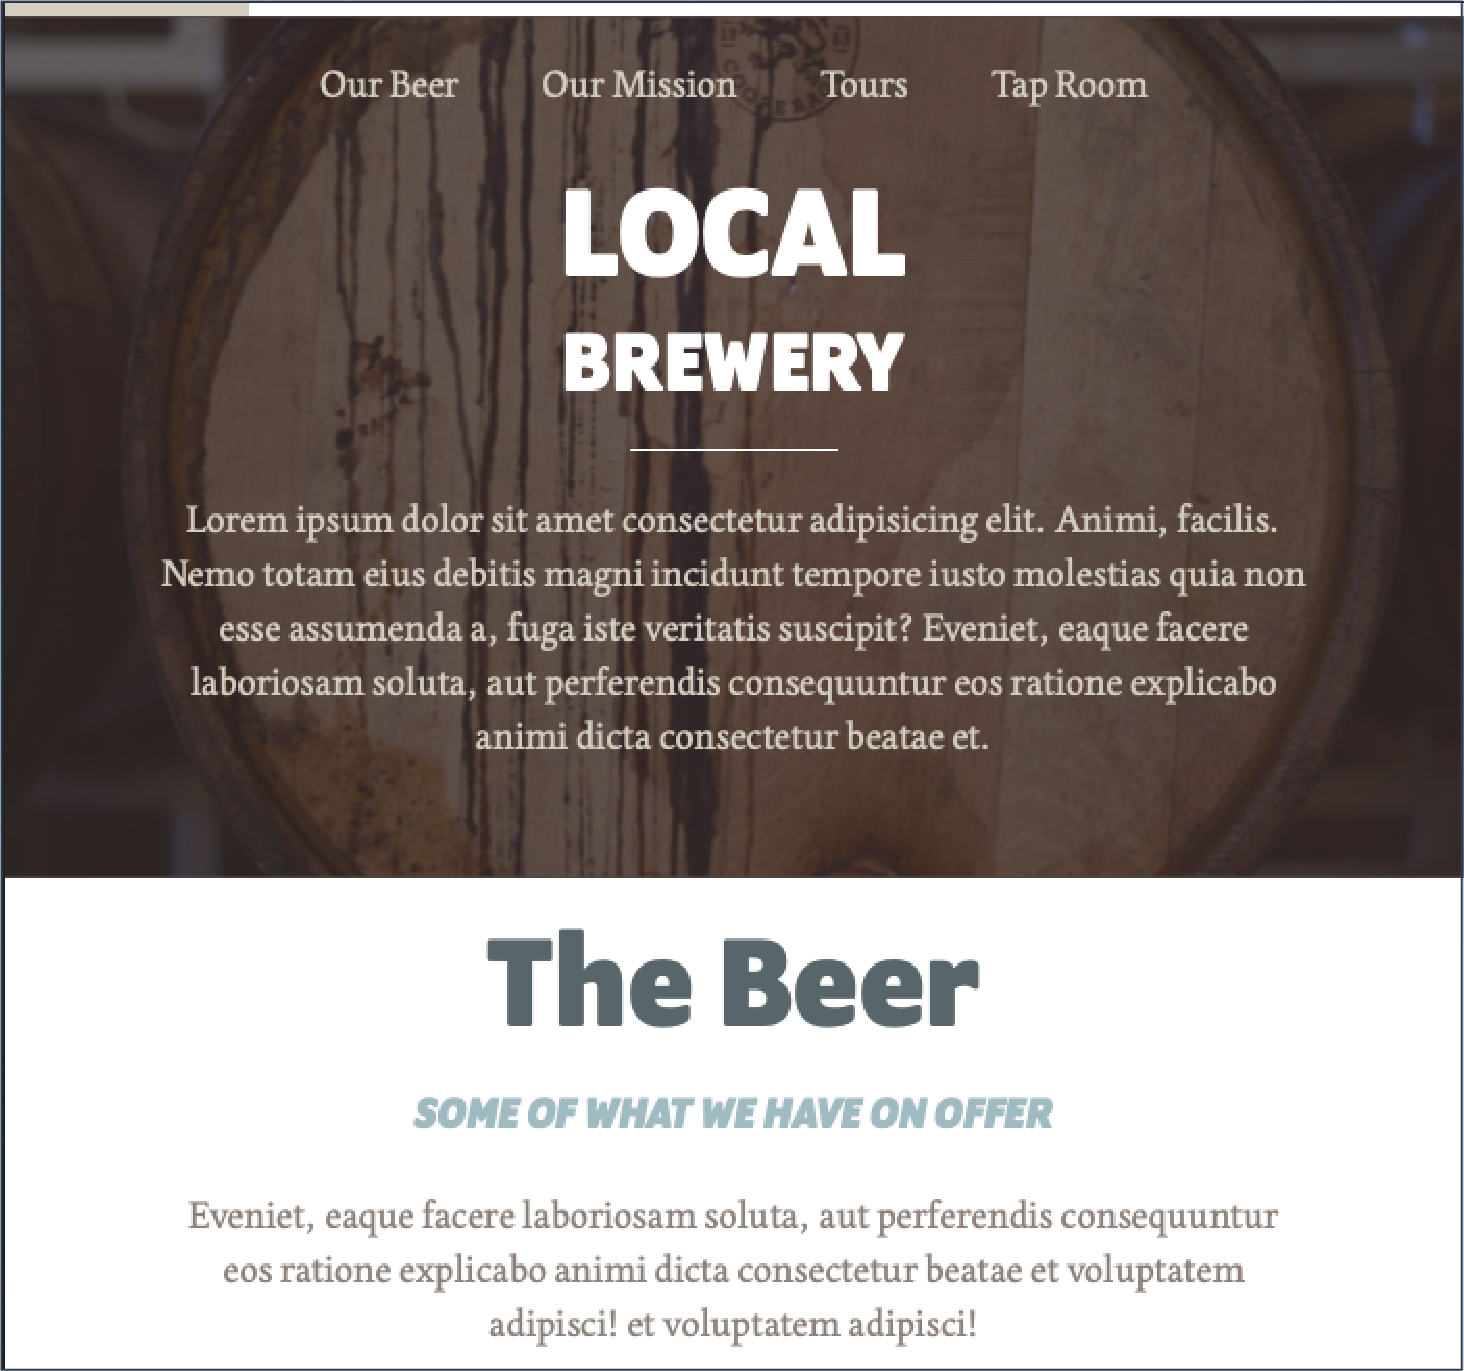 Our Beer Our Mission Tours Tap Room
LOCAL
BREWERY
Lorem ipsum dolor sit amet consectetur adipisicing elit. Animi, facilis.
Nemo totam eius debitis magni incidunt tempore iusto molestias quia non
esse assumenda a, fuga iste veritatis suscipit? Eveniet, eaque facere
laboriosam soluta, aut perferendis consequuntur eos ratione explicabo
animi dicta consectetur beatae et.
The Beer
SOME OF WHAT WE HAVE ON OFFER
Eveniet, eaque facere laboriosam soluta, aut perferendis consequuntur
eos ratione explicabo animi dicta consectetur beatae et voluptatem
adipisci! et voluptatem adipisci!